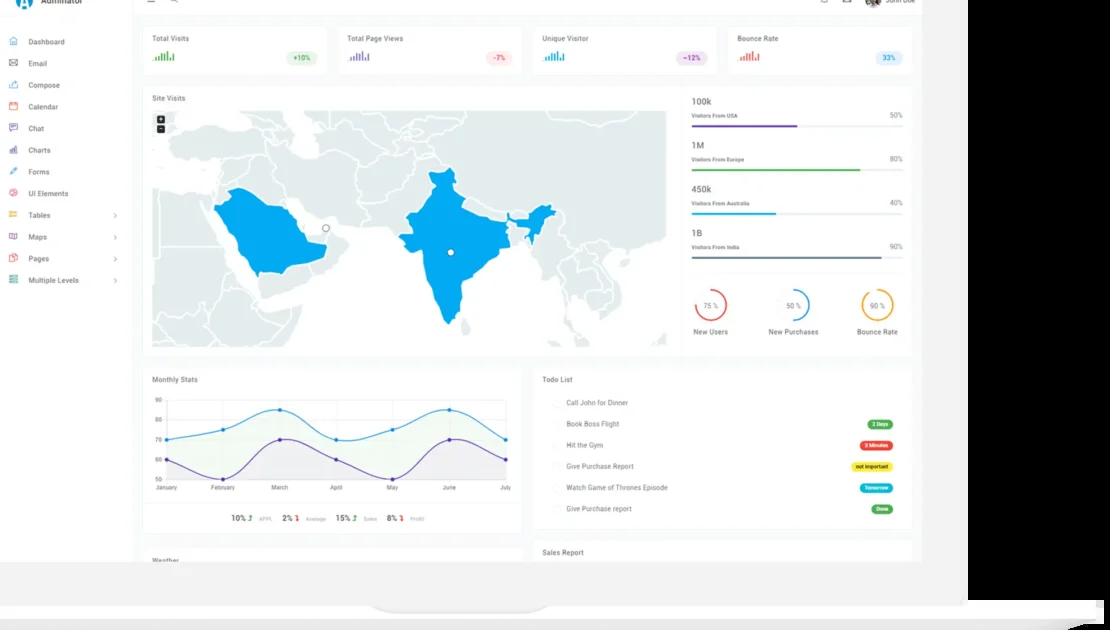 Adminator
John Doe
Dashboard
Email
Compose
Calendar
Chat
Charts
Forms
UI Elements
Tables
Maps
Pages
Multiple Levels
Total Visits
+10%
Total Page Views
-7%
Unique Visitor
~12%
Bounce Rate
33%
Site Visits
+
-
100k
Visitors From USA
50%
1M
Visitors From Europe
80%
450k
Visitors From Australia
40%
1B
Visitors From India
90%
75 %
New Users
50 %
New Purchases
90 %
Bounce Rate
Monthly Stats
90
80
70
60
50
January
February
March
April
May
June
July
10% APPL
2% Average
15% Sales
8% Profit
Todo List
Call John for Dinner
Book Boss Flight
2 Days
Hit the Gym
3 Minutes
Give Purchase Report
not important
Watch Game of Thrones Episode
Tomorrow
Give Purchase report
Done
Weather
Sales Report